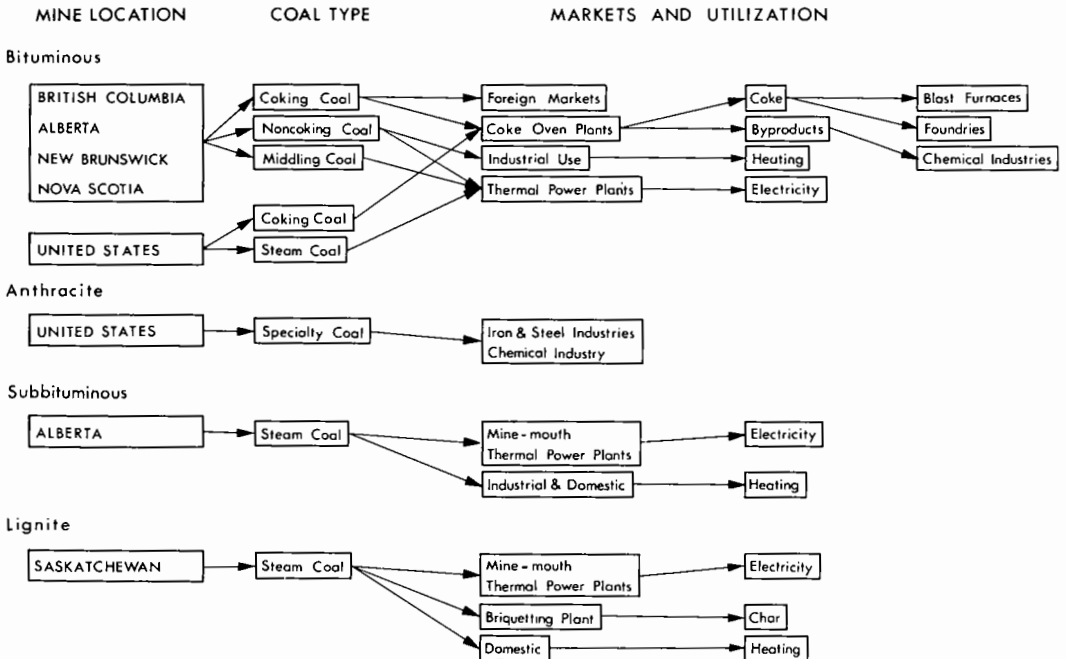 MINE LOCATION COAL TYPE MARKETS AND UTILIZATION
Bituminous
BRITISH COLUMBIA
ALBERTA
NEW BRUNSWICK
NOVA SCOTIA
Coking Coal
Noncoking Coal
Middling Coal
Foreign Markets
Coke Oven Plants
Industrial Use
Thermal Power Plants
Coke
Byproducts
Heating
Electricity
Blast Furnaces
Foundries
Chemical Industries
UNITED STATES
Coking Coal
Steam Coal
Anthracite
UNITED STATES
Specialty Coal
Iron & Steel Industries
Chemical Industry
Subbituminous
ALBERTA
Steam Coal
Mine-mouth
Thermal Power Plants
Electricity
Industrial & Domestic
Heating
Lignite
SASKATCHEWAN
Steam Coal
Mine-mouth
Thermal Power Plants
Electricity
Briquetting Plant
Char
Domestic
Heating